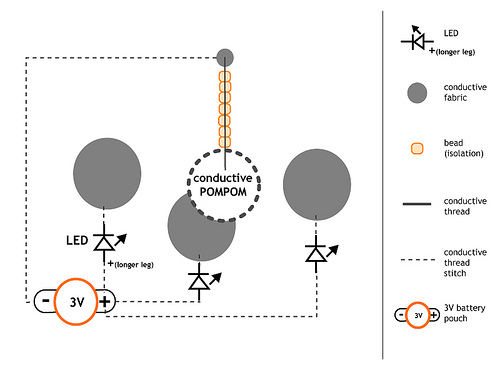 conductive
POMPOM
LED
+(longer leg)
- 3V +
LED
+(longer leg)
conductive
fabric
bead
(isolation)
conductive
thread
conductive
thread
stitch
- 3V +
3V battery
pouch